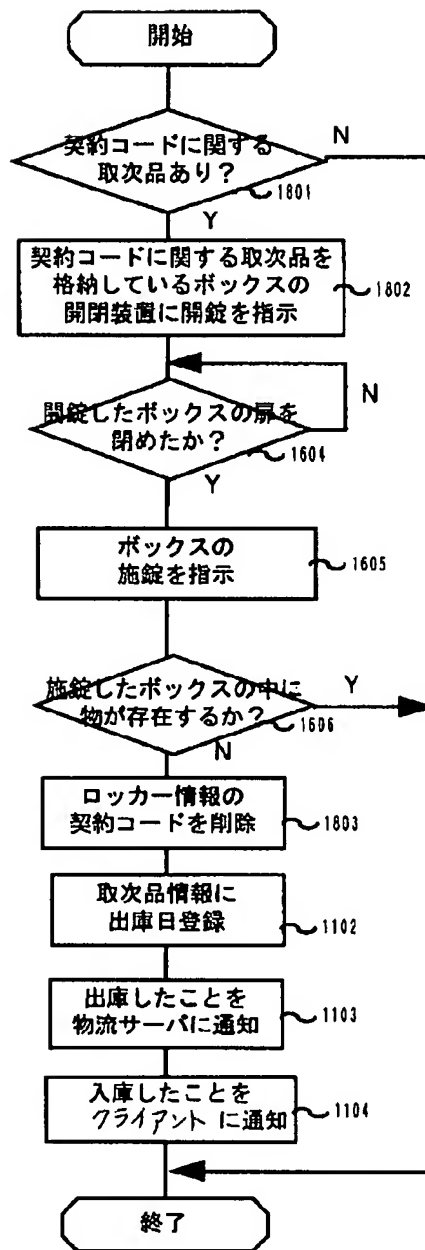 開始
契約コードに関する
取次品あり?
N
1801
Y
契約コードに関する取次品を
格納しているボックスの
開閉装置に開錠を指示
1802
開錠したボックスの扉を
閉めたか?
N
1604
Y
ボックスの
施錠を指示
1605
施錠したボックスの中に
物が存在するか?
Y
1606
N
ロッカー情報の
契約コードを削除
1803
取次品情報に
出庫日登録
1102
出庫したことを
物流サーバに通知
1103
入庫したことを
クライアントに通知
1104
終了